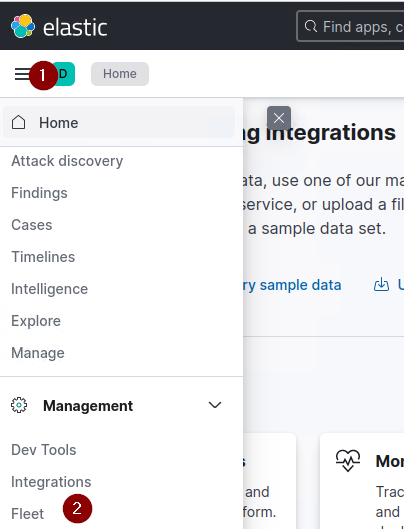 elastic
Find apps, c
1
D
Home
Home
Attack discovery
Findings
Cases
Timelines
Intelligence
Explore
Manage
Management
Dev Tools
Integrations
Fleet
2
g integrations
ata, use one of our ma
service, or upload a fil
a sample data set.
ry sample data
U
s
and
form.
Mor
Trac
and